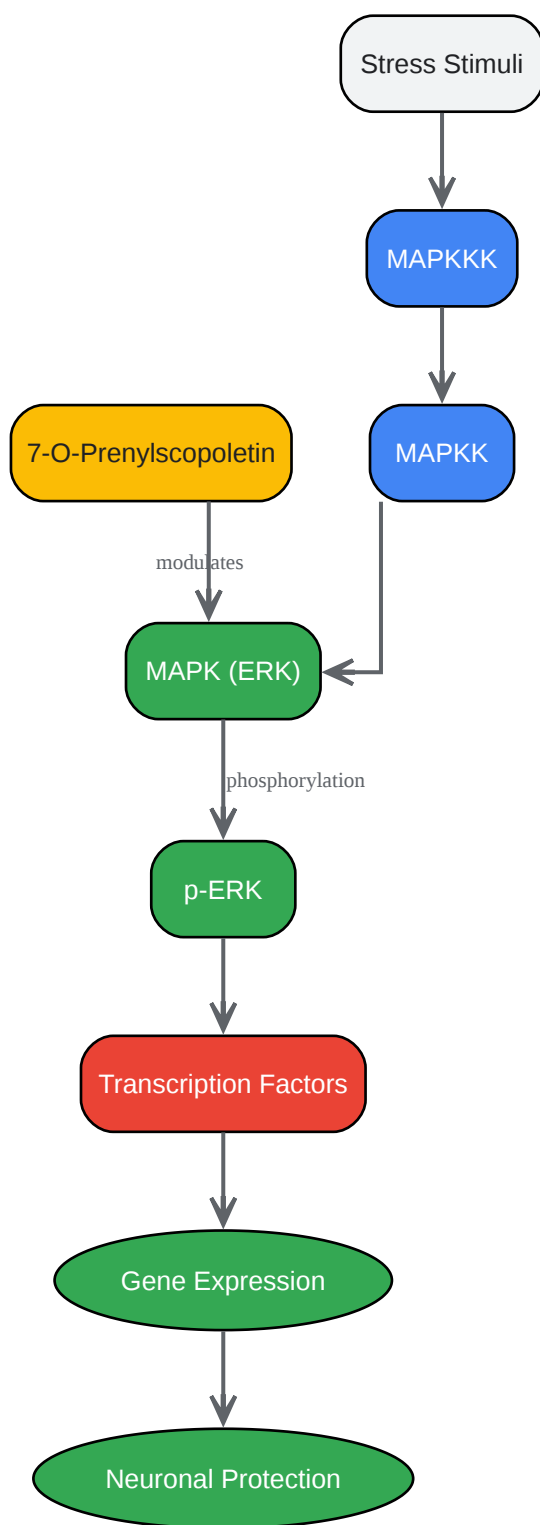 Stress Stimuli
MAPKKK
7-O-Prenylscopoletin
MAPKK
modulates
MAPK (ERK)
phosphorylation
p-ERK
Transcription Factors
Gene Expression
Neuronal Protection